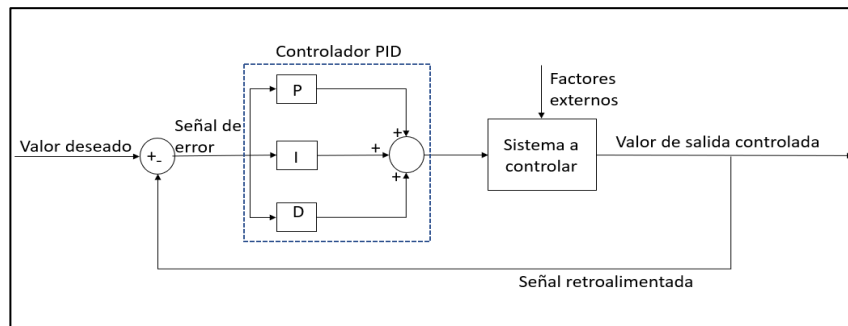 Controlador PID
P
Factores
externos
Señal de
error
Valor deseado
+
-
I
+
+
+
Sistema a
controlar
Valor de salida controlada
D
Señal retroalimentada